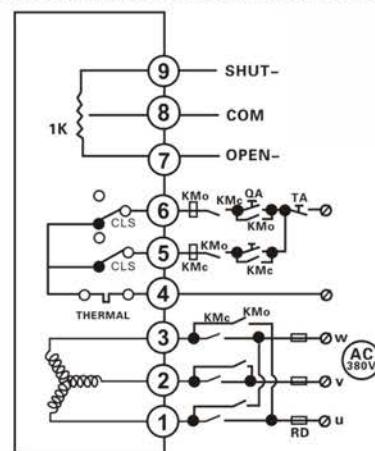 9 SHUT-
1K 8 COM
7 OPEN-
6 KMo KMc QA TA
CLS KMo
5 KMc KMo
CLS KMc
4
THERMAL
3 KMc KMo w
AC
380V
2 v
1 u
RD